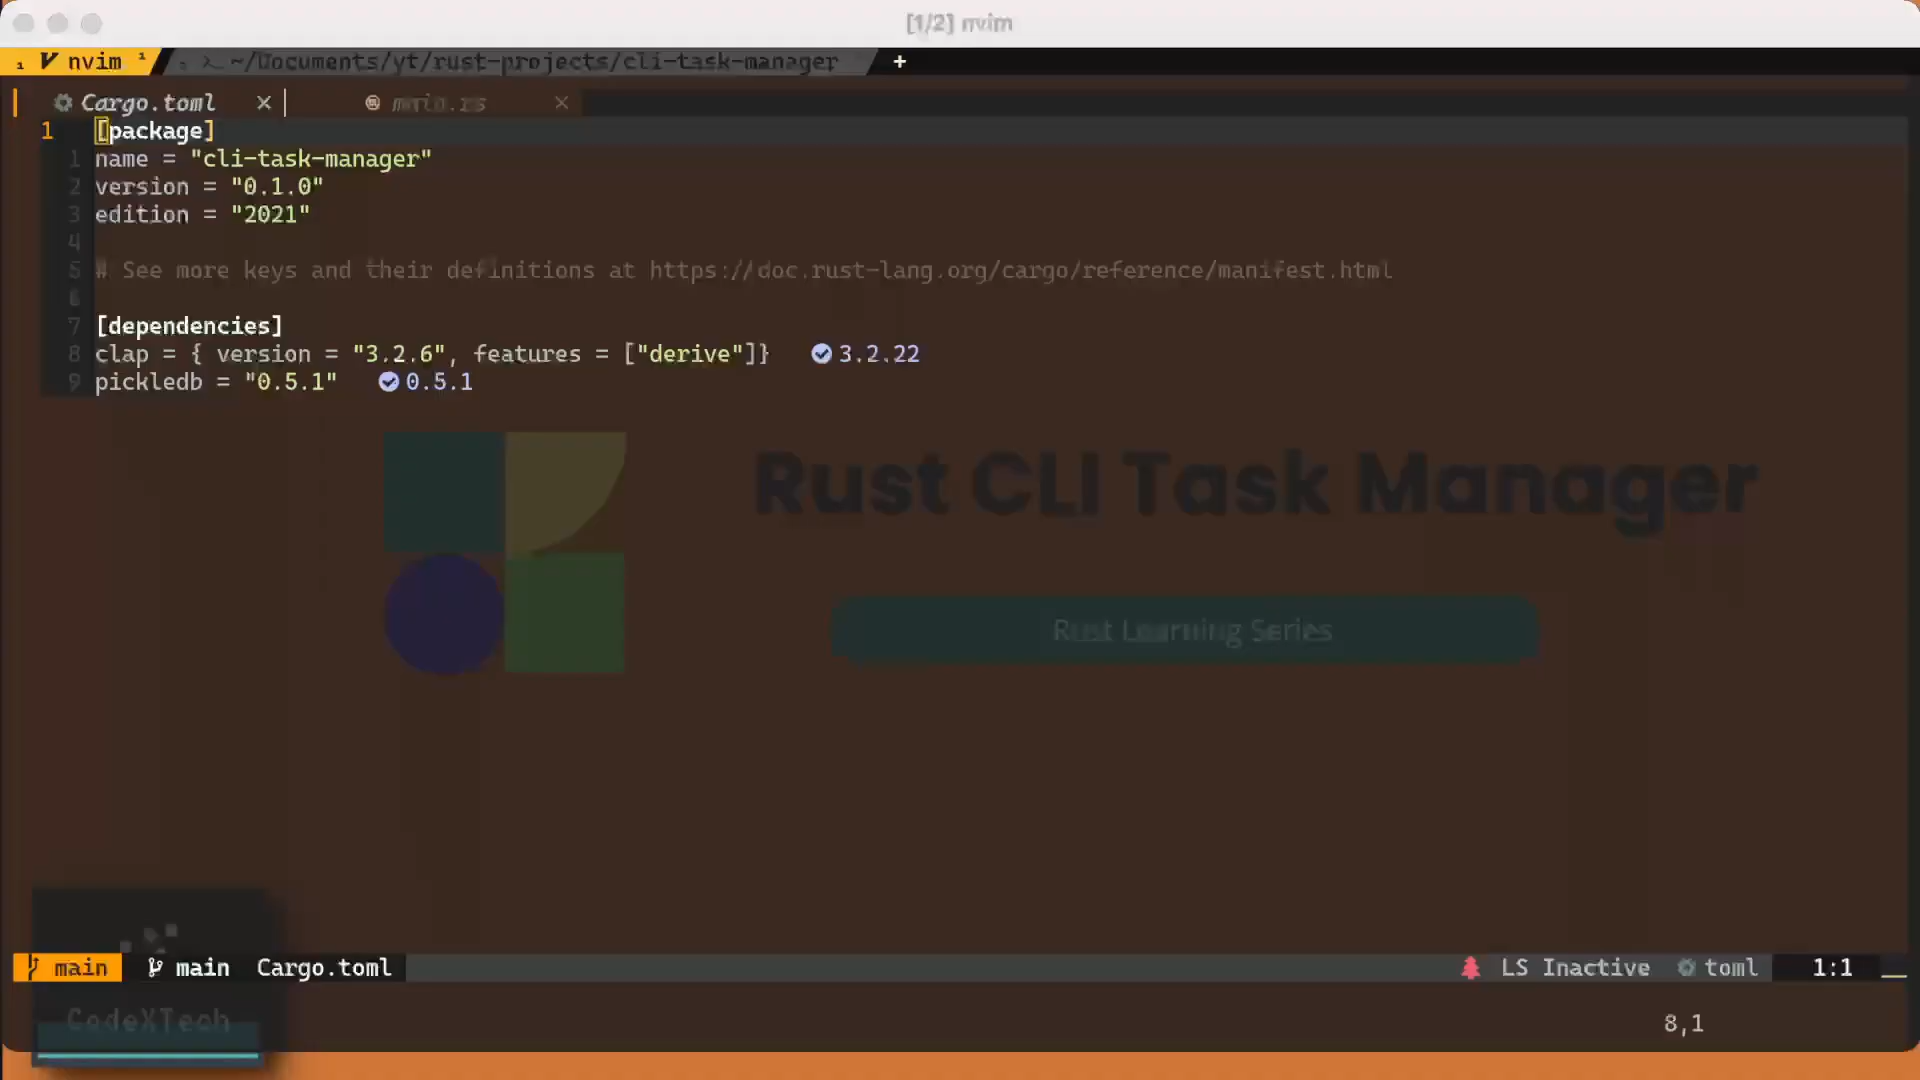 [1/2] nvim
1 nvim 1 ~/Documents/yt/rust-projects/cli-task-manager +
Cargo.toml × main.rs ×
1 [package]
1 name = "cli-task-manager"
2 version = "0.1.0"
3 edition = "2021"
4
5 # See more keys and their definitions at https://doc.rust-lang.org/cargo/reference/manifest.html
6
7 [dependencies]
8 clap = { version = "3.2.6", features = ["derive"]} 3.2.22
9 pickledb = "0.5.1" 0.5.1
Rust CLI Task Manager
Rust Learning Series
main main Cargo.toml LS Inactive toml 1:1
CodeXTech
8,1